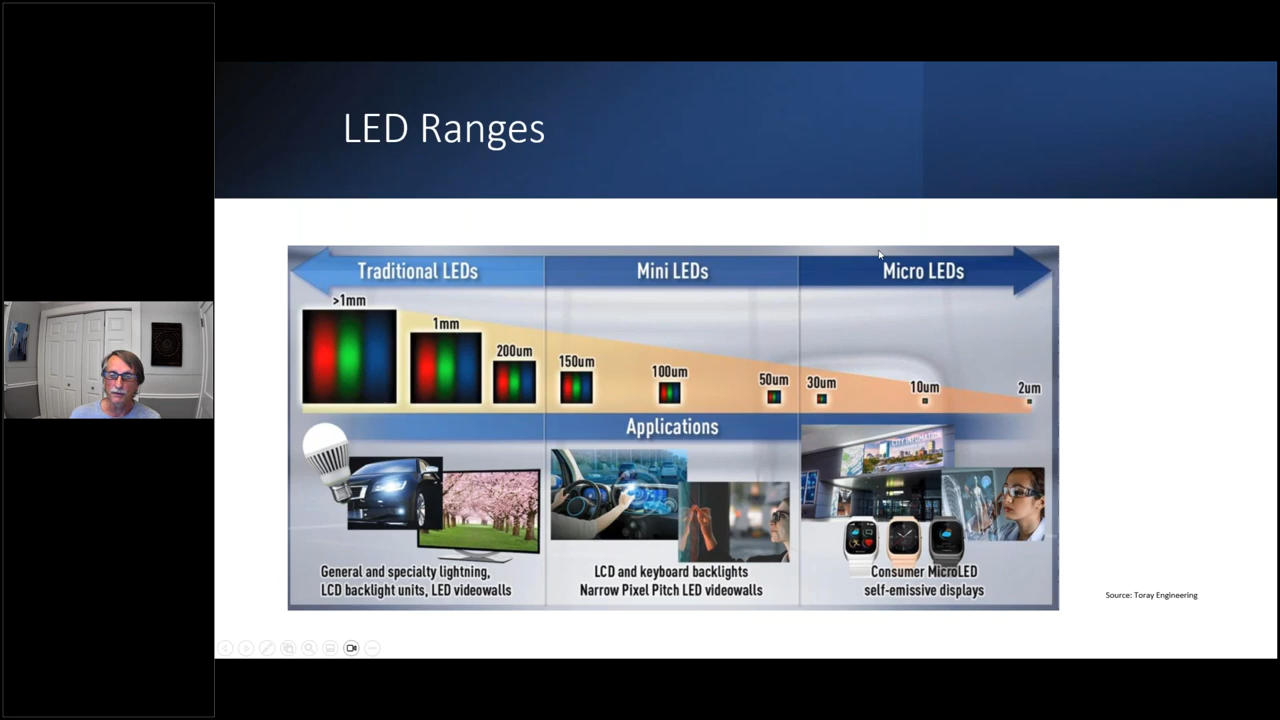 LED Ranges
Traditional LEDs
Mini LEDs
Micro LEDs
>1mm
1mm
200um
150um
100um
50um
30um
10um
2um
Applications
CITY INFOMATION
General and specialty lightning,
LCD backlight units, LED videowalls
LCD and keyboard backlights
Narrow Pixel Pitch LED videowalls
Consumer MicroLED
self-emissive displays
Source: Toray Engineering